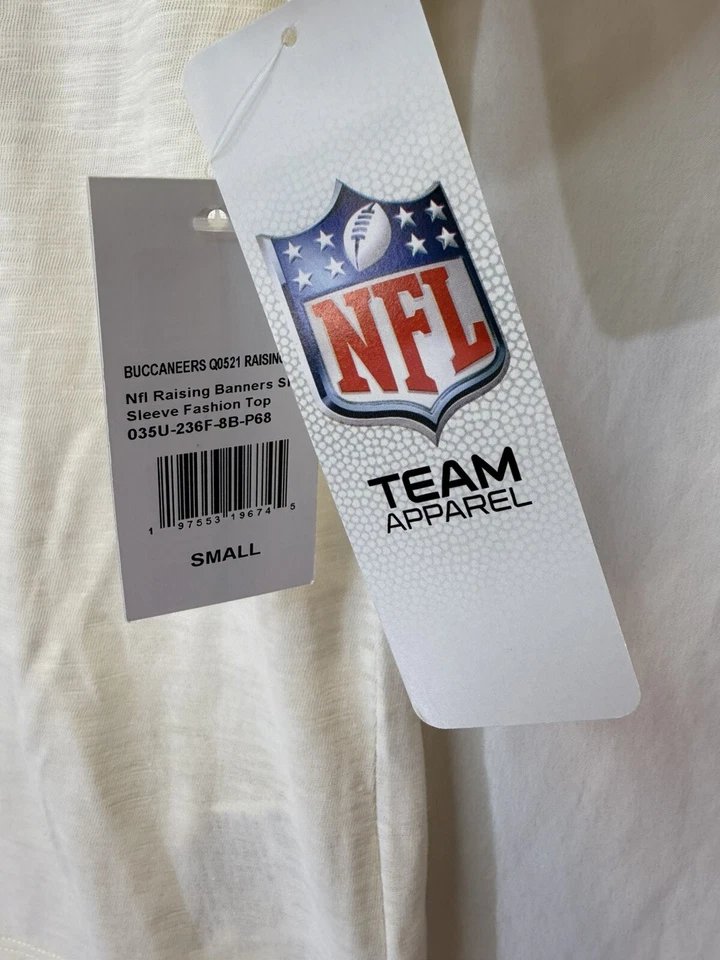 BUCCANEERS Q0521 RAISING
Nfl Raising Banners
Sleeve Fashion Top
035U-236F-8B-P68
1 97553 19674 5
SMALL
NFL
TEAM
APPAREL